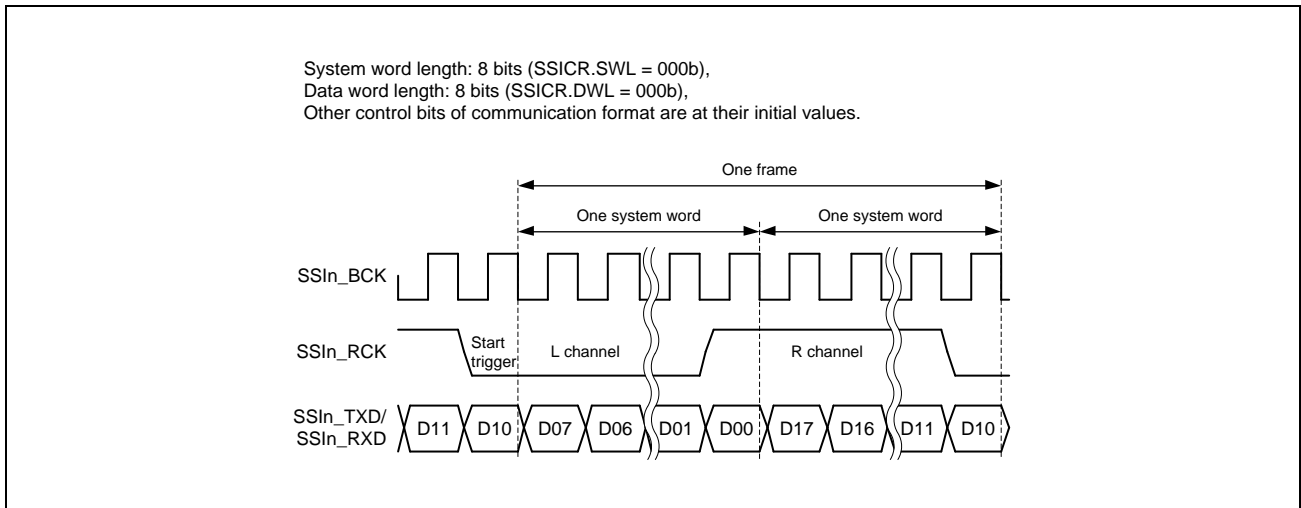 System word length: 8 bits (SSICR.SWL = 000b),
Data word length: 8 bits (SSICR.DWL = 000b),
Other control bits of communication format are at their initial values.
One frame
One system word One system word
SSIn_BCK
SSIn_RCK Start trigger L channel R channel
SSIn_TXD/
SSIn_RXD
D11 D10 D07 D06 D01 D00 D17 D16 D11 D10